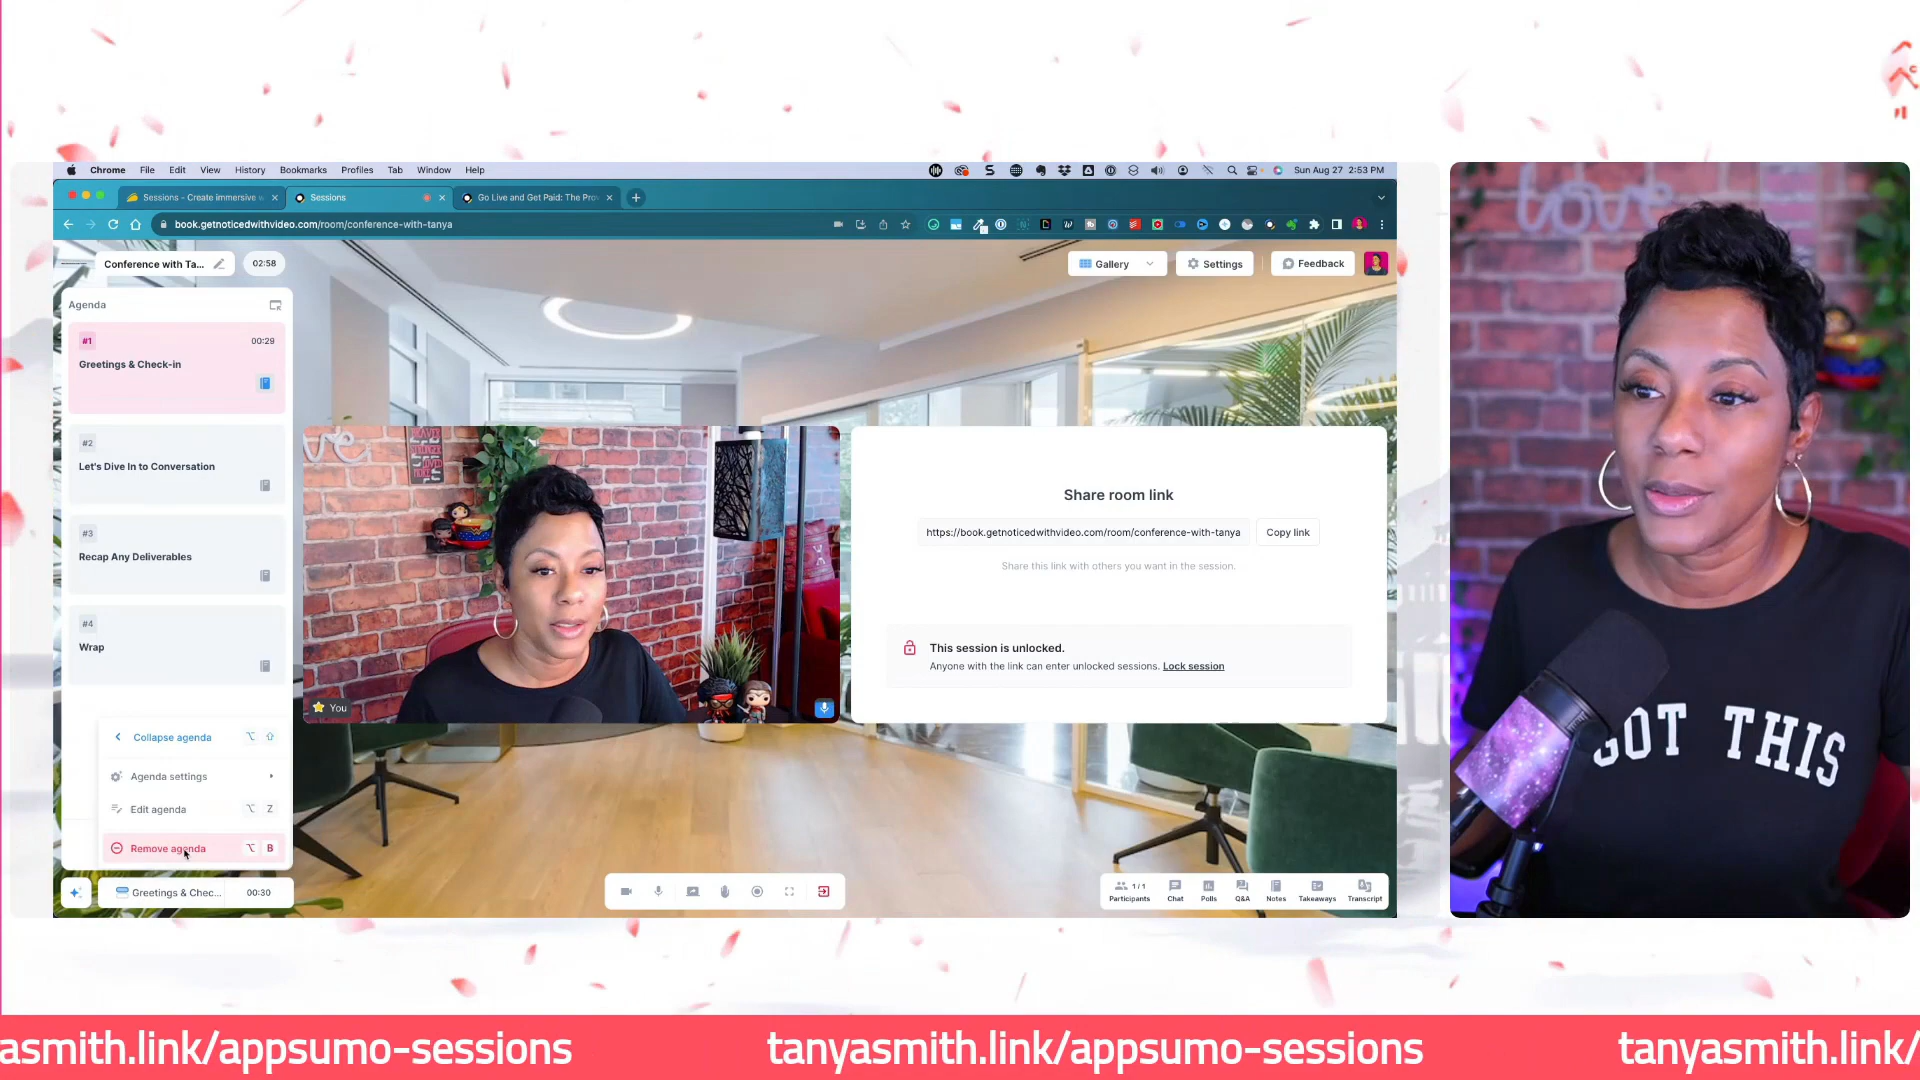 Chrome File Edit View History Bookmarks Profiles Tab Window Help Sun Aug 27 2:53 PM
Sessions - Create immersive Sessions Go Live and Get Paid: The Pro
book.getnoticedwithvideo.com/room/conference-with-tanya
Conference with Ta... 02:58 Gallery Settings Feedback
Agenda
#1 00:29
Greetings & Check-in
#2
Let's Dive In to Conversation
#3
Recap Any Deliverables
#4
Wrap
Collapse agenda
Agenda settings
Edit agenda Z
Remove agenda B
Greetings & Chec... 00:30
You
Share room link
https://book.getnoticedwithvideo.com/room/conference-with-tanya Copy link
Share this link with others you want in the session.
This session is unlocked.
Anyone with the link can enter unlocked sessions. Lock session
1/1
Participants Chat Polls Q&A Notes Takeaways Transcript
love
GOT THIS
asmith.link/appsumo-sessions tanyasmith.link/appsumo-sessions tanyasmith.link/